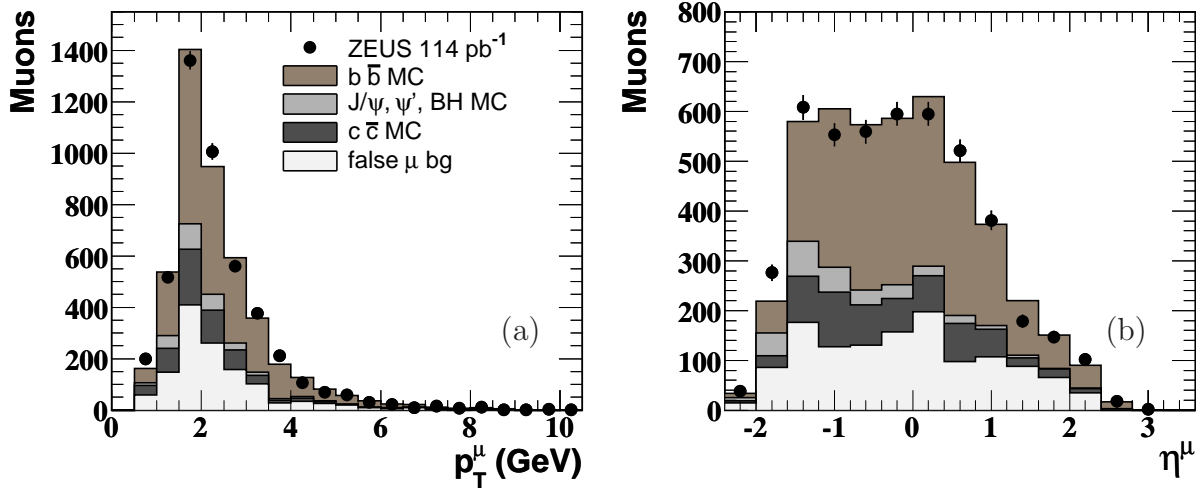 Muons
1400
1200
1000
800
600
400
200
0
0 2 4 6 8 10
p_T^μ (GeV)
ZEUS 114 pb⁻¹
b b̅ MC
J/ψ, ψ’, BH MC
c c̅ MC
false μ bg
(a)
Muons
800
700
600
500
400
300
200
100
0
-2 -1 0 1 2 3
η^μ
(b)